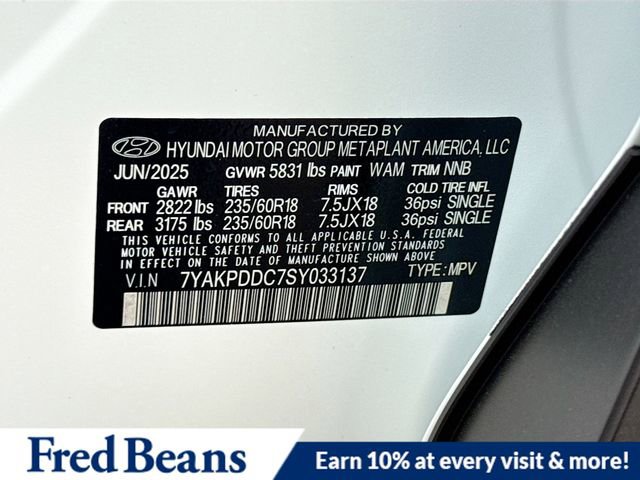 MANUFACTURED BY
HYUNDAI MOTOR GROUP METAPLANT AMERICA, LLC
JUN/2025 GVWR 5831 lbs PAINT WAM TRIM NNB
GAWR TIRES RIMS COLD TIRE INFL
FRONT 2822 lbs 235/60R18 7.5JX18 36psi SINGLE
REAR 3175 lbs 235/60R18 7.5JX18 36psi SINGLE
THIS VEHICLE CONFORMS TO ALL APPLICABLE U.S.A. FEDERAL
MOTOR VEHICLE SAFETY AND THEFT PREVENTION STANDARDS IN
EFFECT ON THE DATE OF MANUFACTURE SHOWN ABOVE.
V.I.N 7YAKPDDC7SY033137 TYPE: MPV
Fred Beans
Earn 10% at every visit & more!